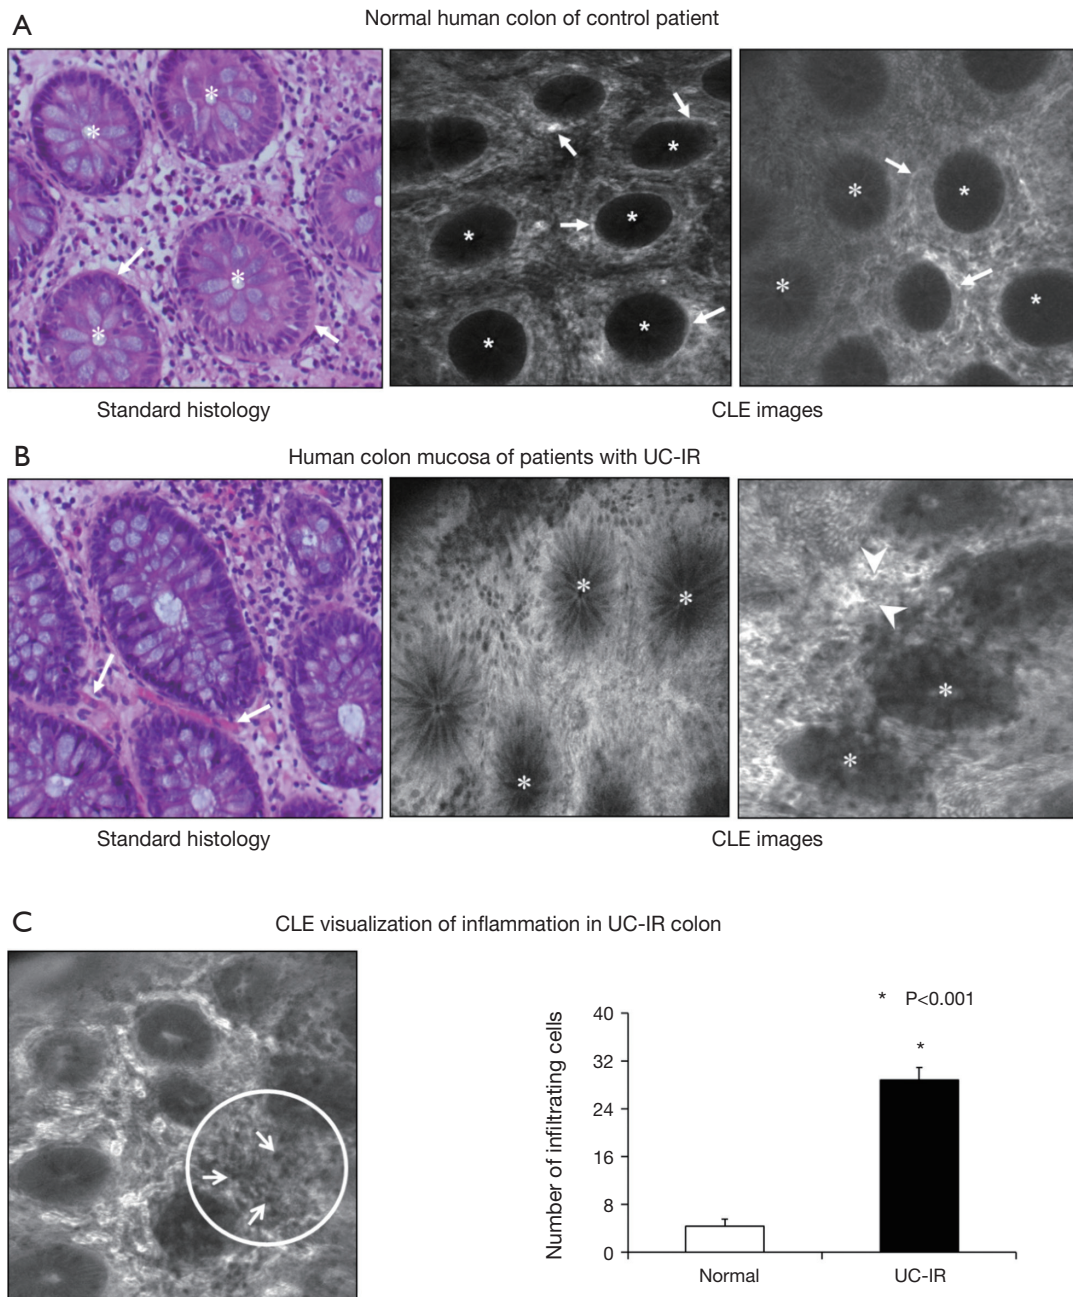 A
Normal human colon of control patient
Standard histology
CLE images
B
Human colon mucosa of patients with UC-IR
Standard histology
CLE images
C
CLE visualization of inflammation in UC-IR colon
* P<0.001
*
Number of infiltrating cells
40
32
24
16
8
0
Normal
UC-IR